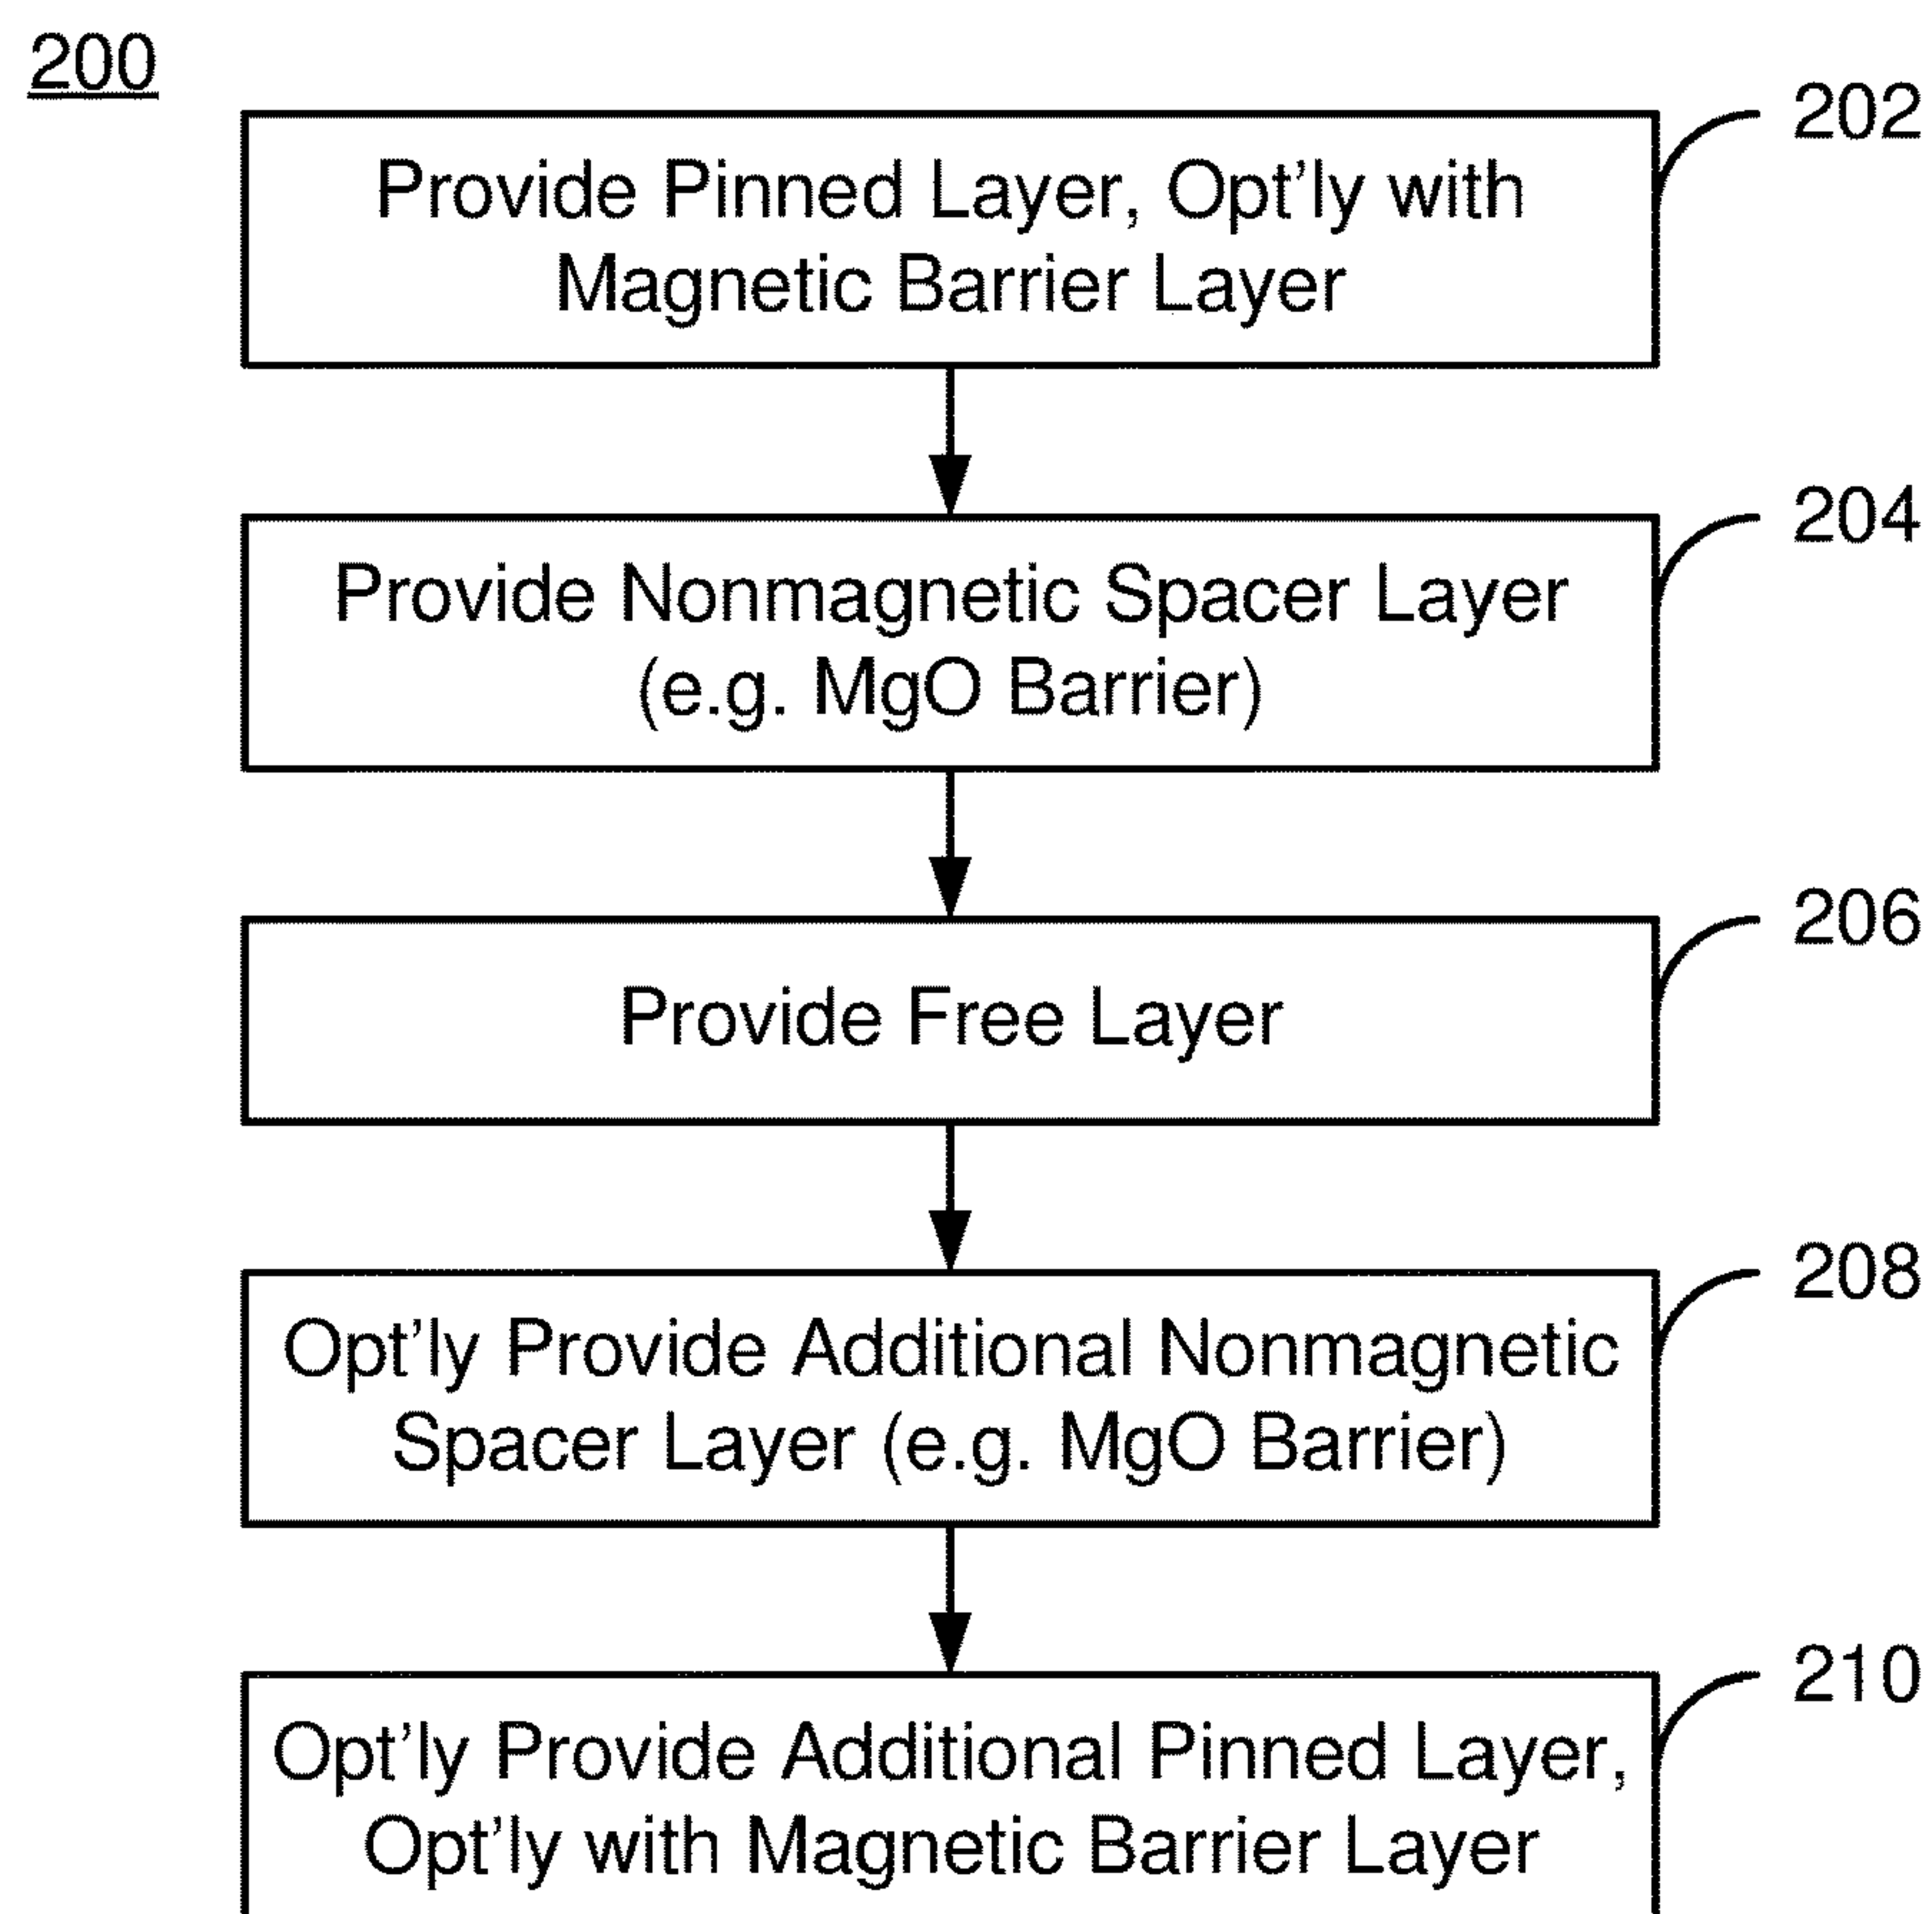 200
202
Provide Pinned Layer, Opt'ly with
Magnetic Barrier Layer
204
Provide Nonmagnetic Spacer Layer
(e.g. MgO Barrier)
206
Provide Free Layer
208
Opt'ly Provide Additional Nonmagnetic
Spacer Layer (e.g. MgO Barrier)
210
Opt'ly Provide Additional Pinned Layer,
Opt'ly with Magnetic Barrier Layer